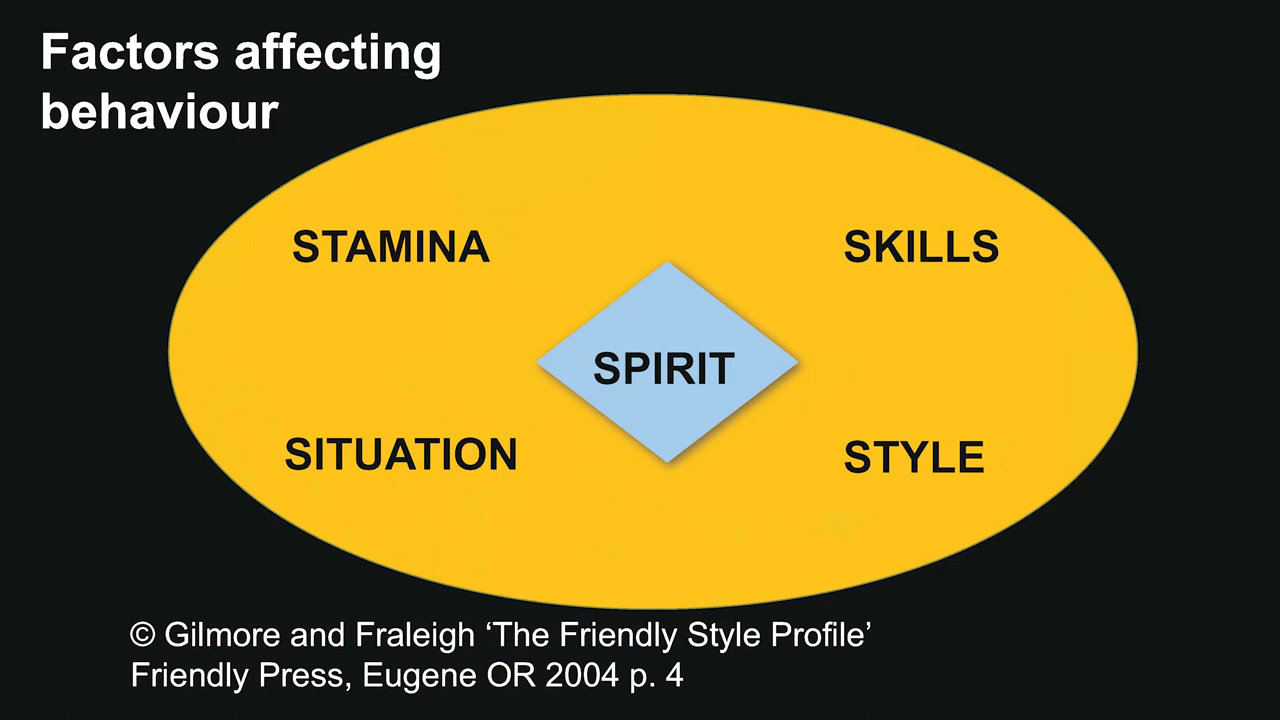 Factors affecting
behaviour
STAMINA
SKILLS
SPIRIT
SITUATION
STYLE
© Gilmore and Fraleigh ‘The Friendly Style Profile’
Friendly Press, Eugene OR 2004 p. 4